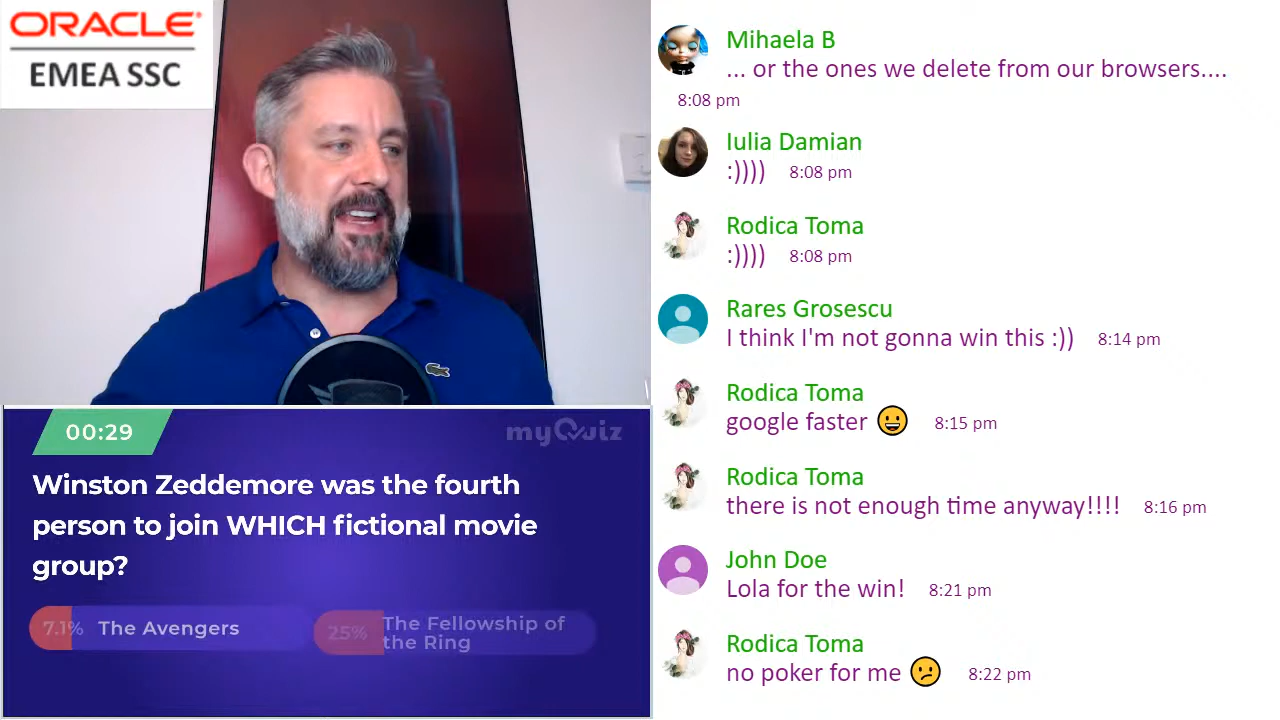 ORACLE
EMEA SSC
00:29
myQuiz
Winston Zeddemore was the fourth
person to join WHICH fictional movie
group?
7.1% The Avengers
25% The Fellowship of
the Ring
Mihaela B
... or the ones we delete from our browsers....
8:08 pm
Iulia Damian
:)))) 8:08 pm
Rodica Toma
:)))) 8:08 pm
Rares Grosescu
I think I'm not gonna win this :)) 8:14 pm
Rodica Toma
google faster 😀 8:15 pm
Rodica Toma
there is not enough time anyway!!!! 8:16 pm
John Doe
Lola for the win! 8:21 pm
Rodica Toma
no poker for me 😕 8:22 pm